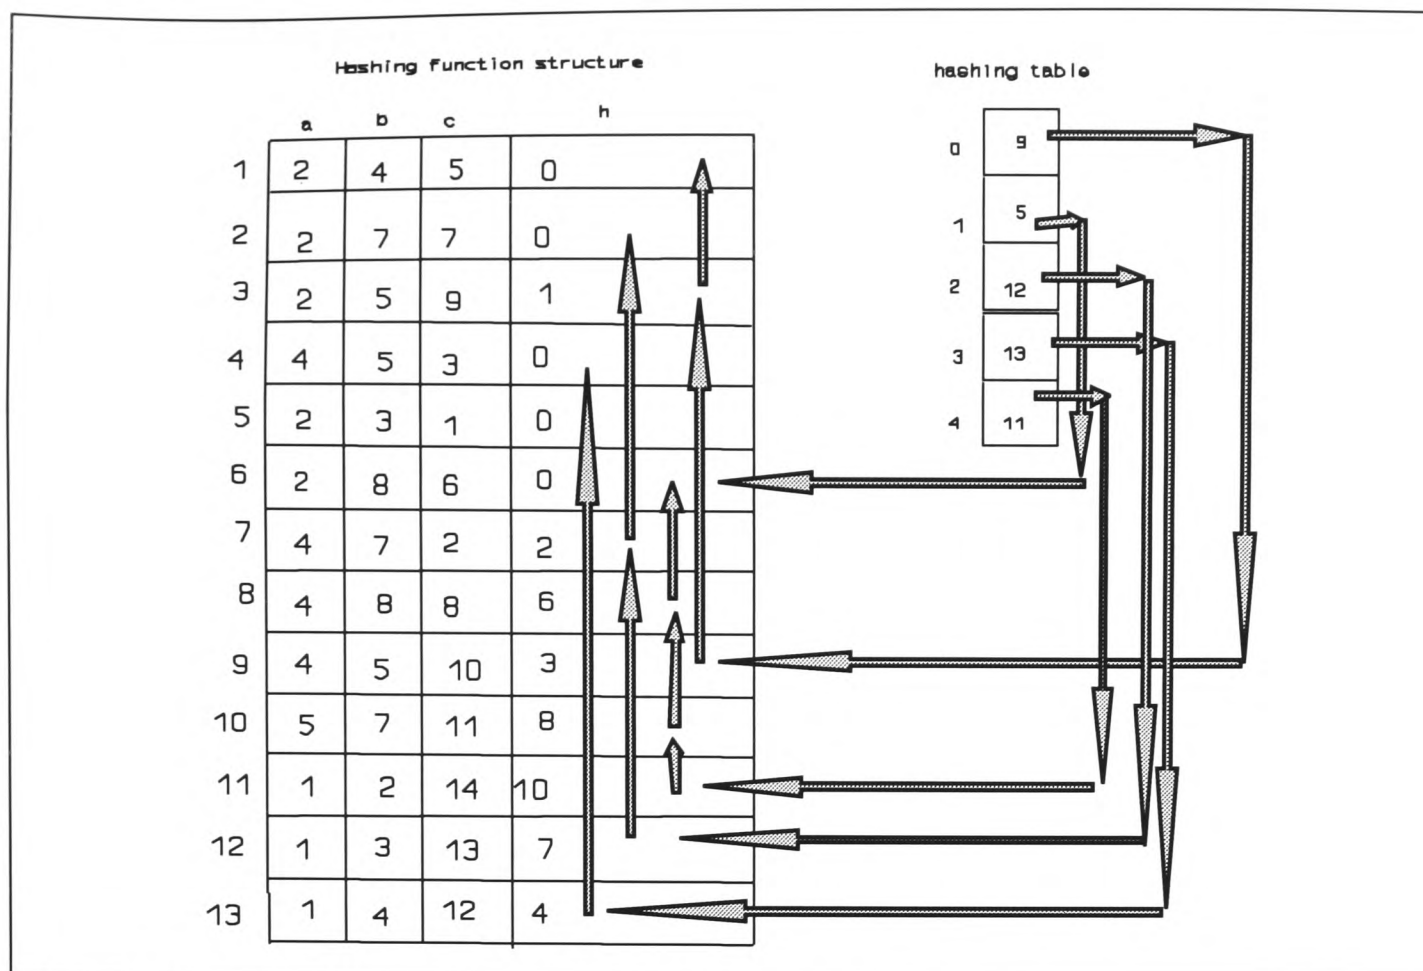 Hashing function structure
hashing table
a b c h
1 2 4 5 0
2 2 7 7 0
3 2 5 9 1
4 4 5 3 0
5 2 3 1 0
6 2 8 6 0
7 4 7 2 2
8 4 8 8 6
9 4 5 10 3
10 5 7 11 8
11 1 2 14 10
12 1 3 13 7
13 1 4 12 4
0 9
1 5
2 12
3 13
4 11